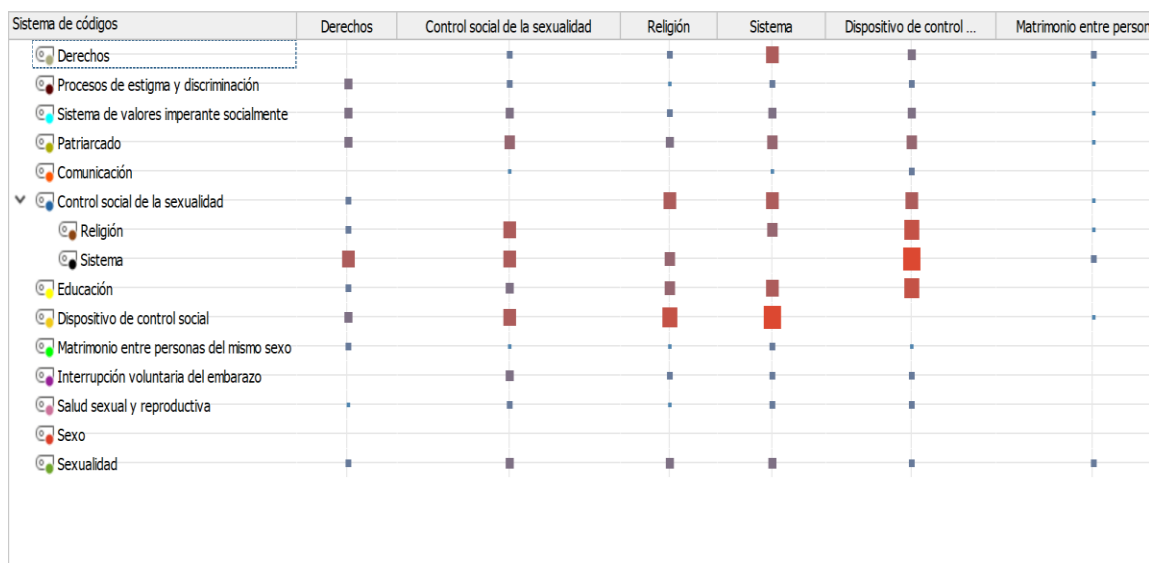 Sistema de códigos Derechos Control social de la sexualidad Religión Sistema Dispositivo de control ... Matrimonio entre person
Derechos
Procesos de estigma y discriminación
Sistema de valores imperante socialmente
Patriarcado
Comunicación
Control social de la sexualidad
Religión
Sistema
Educación
Dispositivo de control social
Matrimonio entre personas del mismo sexo
Interrupción voluntaria del embarazo
Salud sexual y reproductiva
Sexo
Sexualidad